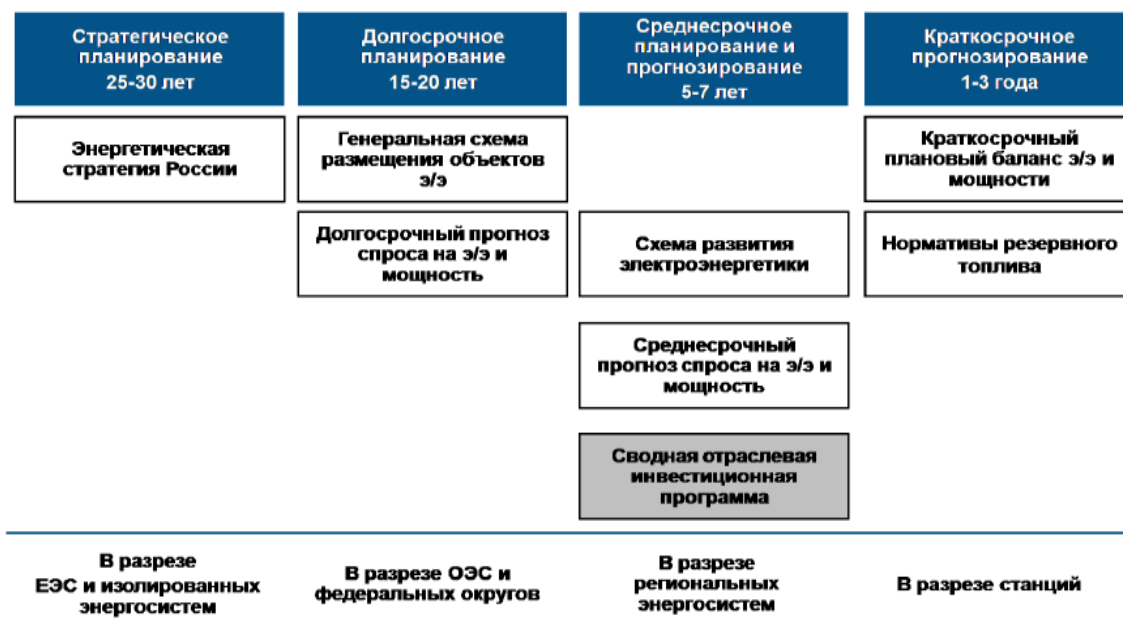 Стратегическое
планирование
25-30 лет
Долгосрочное
планирование
15-20 лет
Среднесрочное
планирование и
прогнозирование
5-7 лет
Краткосрочное
прогнозирование
1-3 года
Энергетическая
стратегия России
Генеральная схема
размещения объектов
э/э
Краткосрочный
плановый баланс э/э и
мощности
Долгосрочный прогноз
спроса на э/э и
мощность
Схема развития
электроэнергетики
Нормативы резервного
топлива
Среднесрочный
прогноз спроса на э/э и
мощность
Сводная отраслевая
инвестиционная
программа
В разрезе
ЕЭС и изолированных
энергосистем
В разрезе ОЭС и
федеральных округов
В разрезе
региональных
энергосистем
В разрезе станций